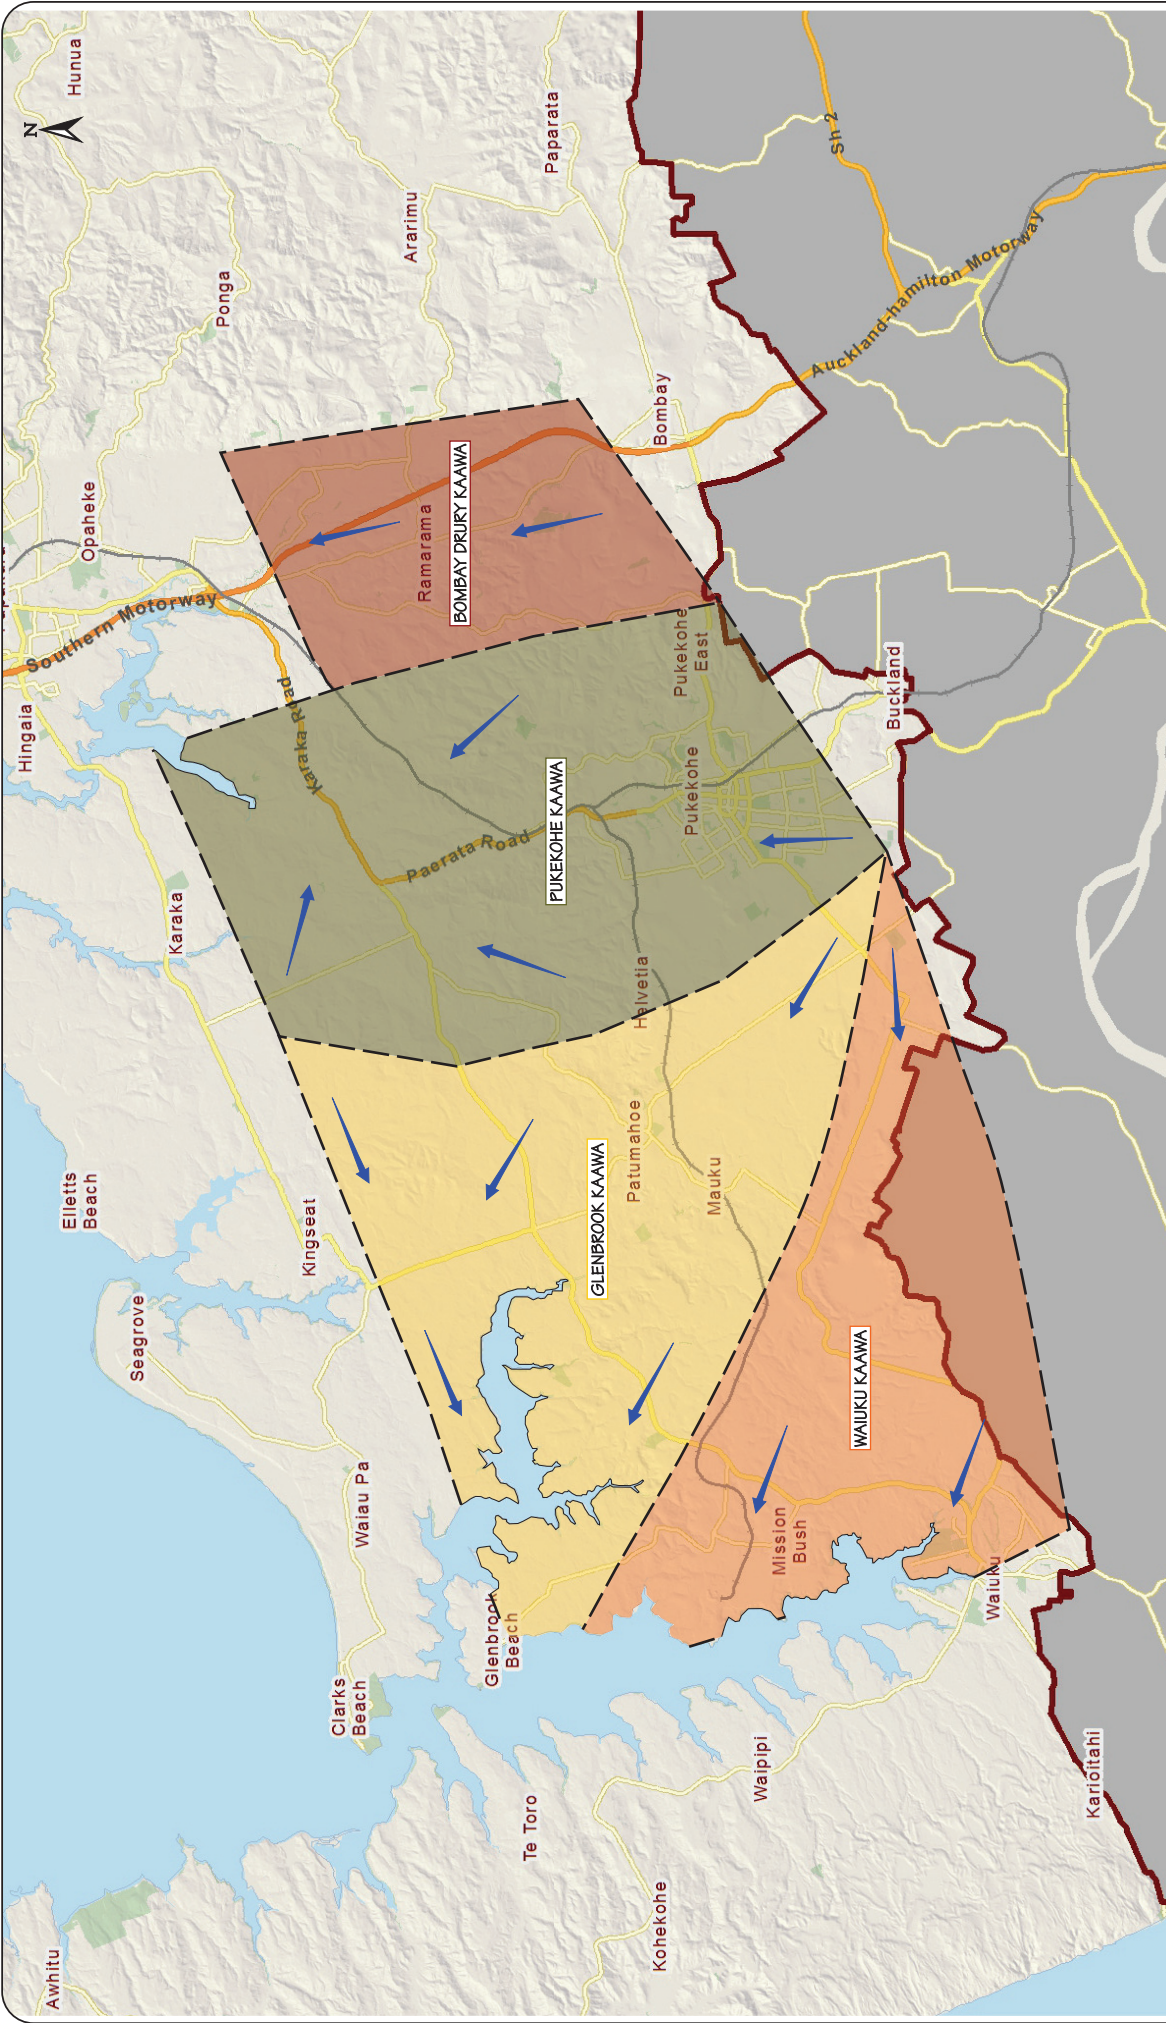 Awhitu
Seagrove
Elletts
Beach
Karaka
Hingaia
Southern Motorway
Opaheke
Hunua
N
Clarks
Beach
Waiau Pa
Kingseat
Karaka Road
Ponga
Te Toro
Glenbrook
Beach
GLENBROOK KAAWA
Patumahoe
Helvetia
PUKEKOHE KAAWA
Paerata Road
Ramarama
BOMBAY DRURY KAAWA
Ararimu
Paparata
Kohekohe
Waipipi
Mission
Bush
Mauku
Pukekohe
Pukekohe
East
Bombay
WAIUKU KAAWA
Waiuku
Buckland
Auckland-hamilton Motorway
Sh 2
Karioitahi